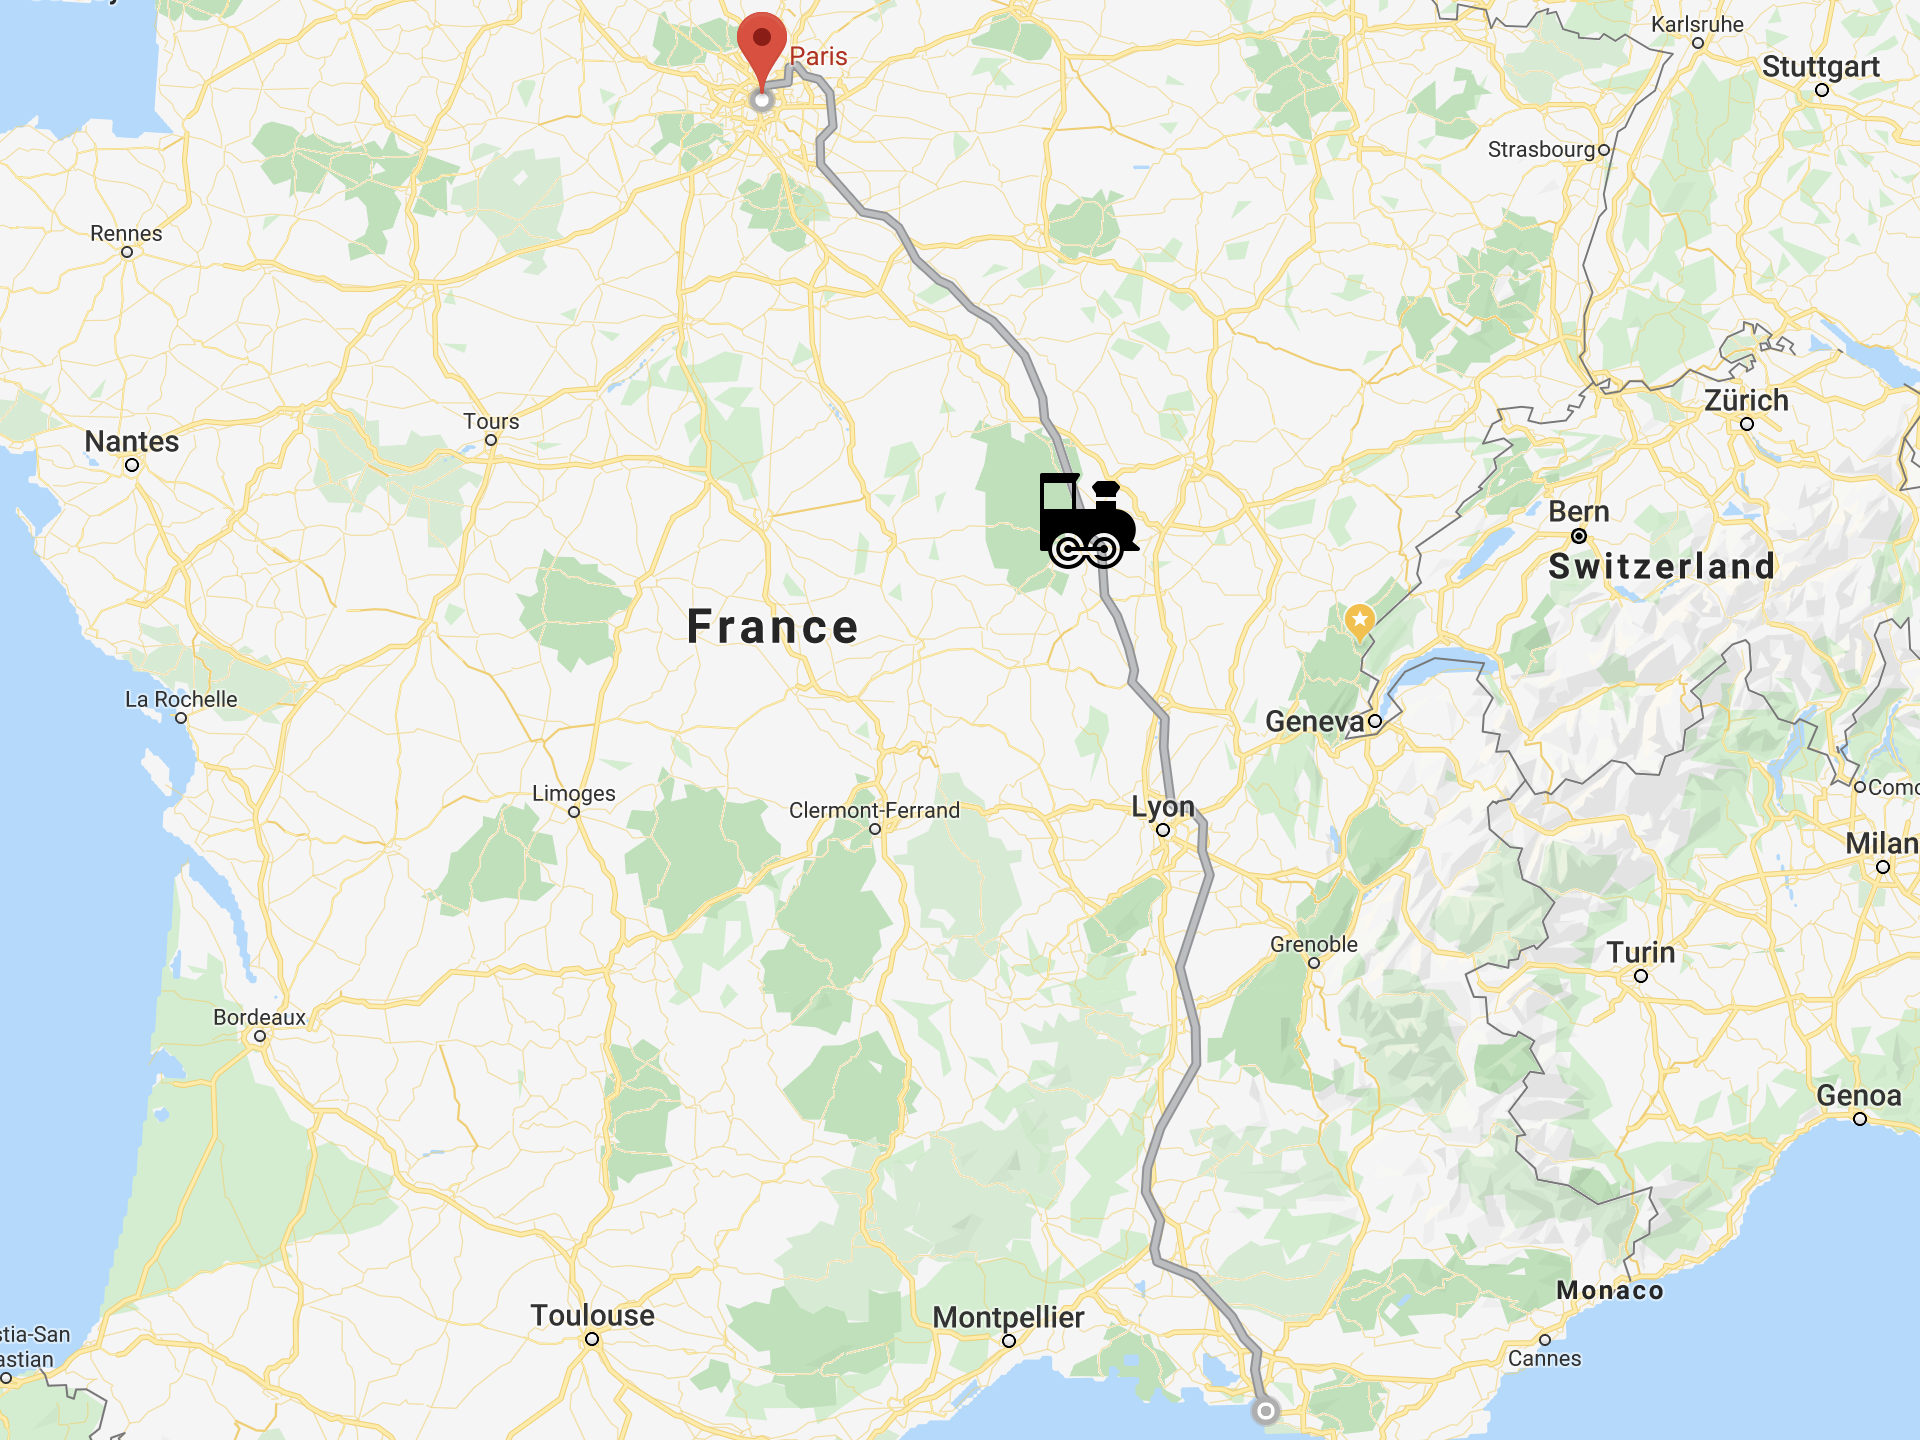 Karlsruhe
Paris
Stuttgart
Strasbourg
Rennes
Zürich
Tours
Nantes
Bern
Switzerland
France
La Rochelle
Geneva
Limoges
Clermont-Ferrand
Lyon
Como
Milan
Grenoble
Turin
Bordeaux
Genoa
Monaco
Toulouse
Montpellier
tia-San
astian
Cannes